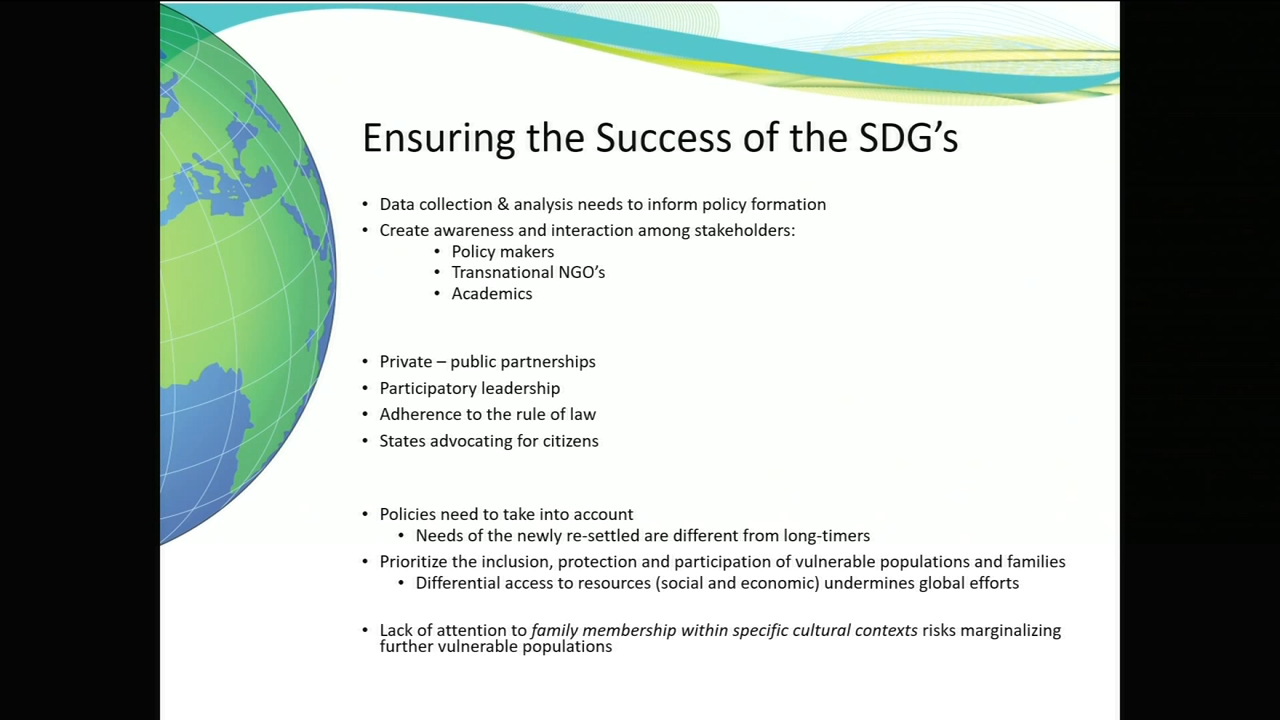 Ensuring the Success of the SDG’s
• Data collection & analysis needs to inform policy formation
• Create awareness and interaction among stakeholders:
• Policy makers
• Transnational NGO’s
• Academics
• Private – public partnerships
• Participatory leadership
• Adherence to the rule of law
• States advocating for citizens
• Policies need to take into account
• Needs of the newly re-settled are different from long-timers
• Prioritize the inclusion, protection and participation of vulnerable populations and families
• Differential access to resources (social and economic) undermines global efforts
• Lack of attention to family membership within specific cultural contexts risks marginalizing
further vulnerable populations